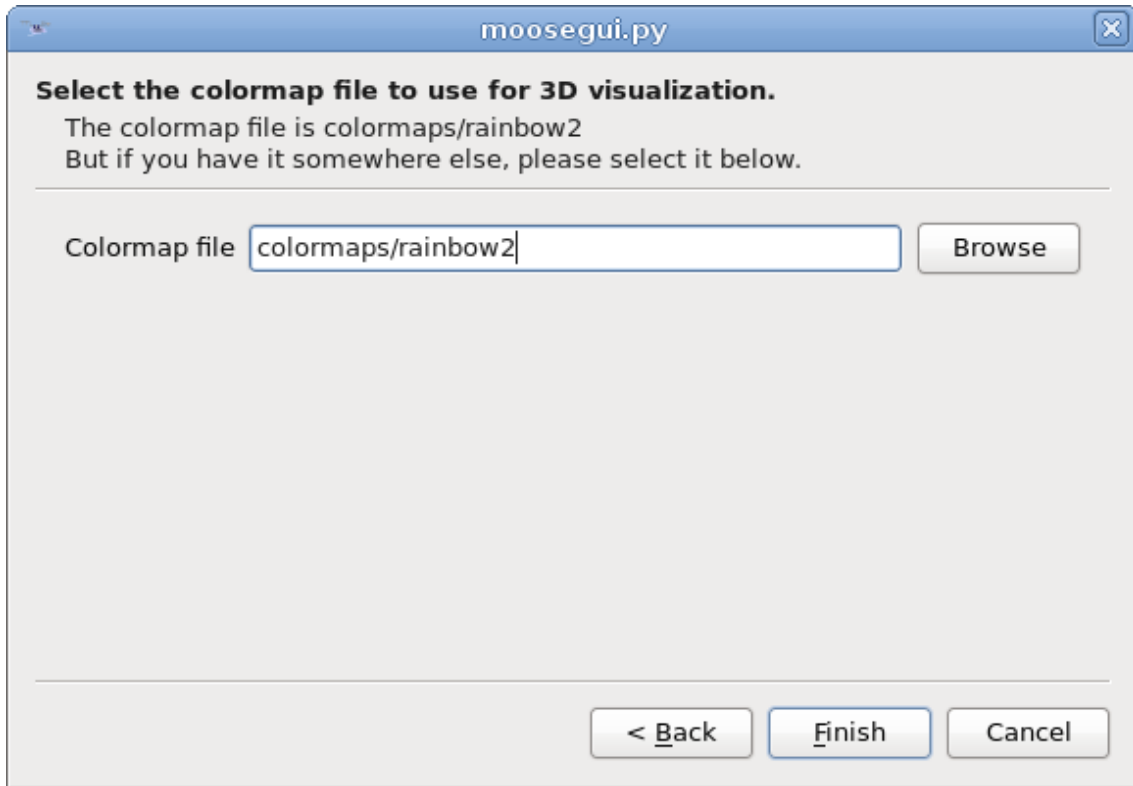 moosegui.py
Select the colormap file to use for 3D visualization.
The colormap file is colormaps/rainbow2
But if you have it somewhere else, please select it below.
Colormap file colormaps/rainbow2 Browse
< Back Finish Cancel